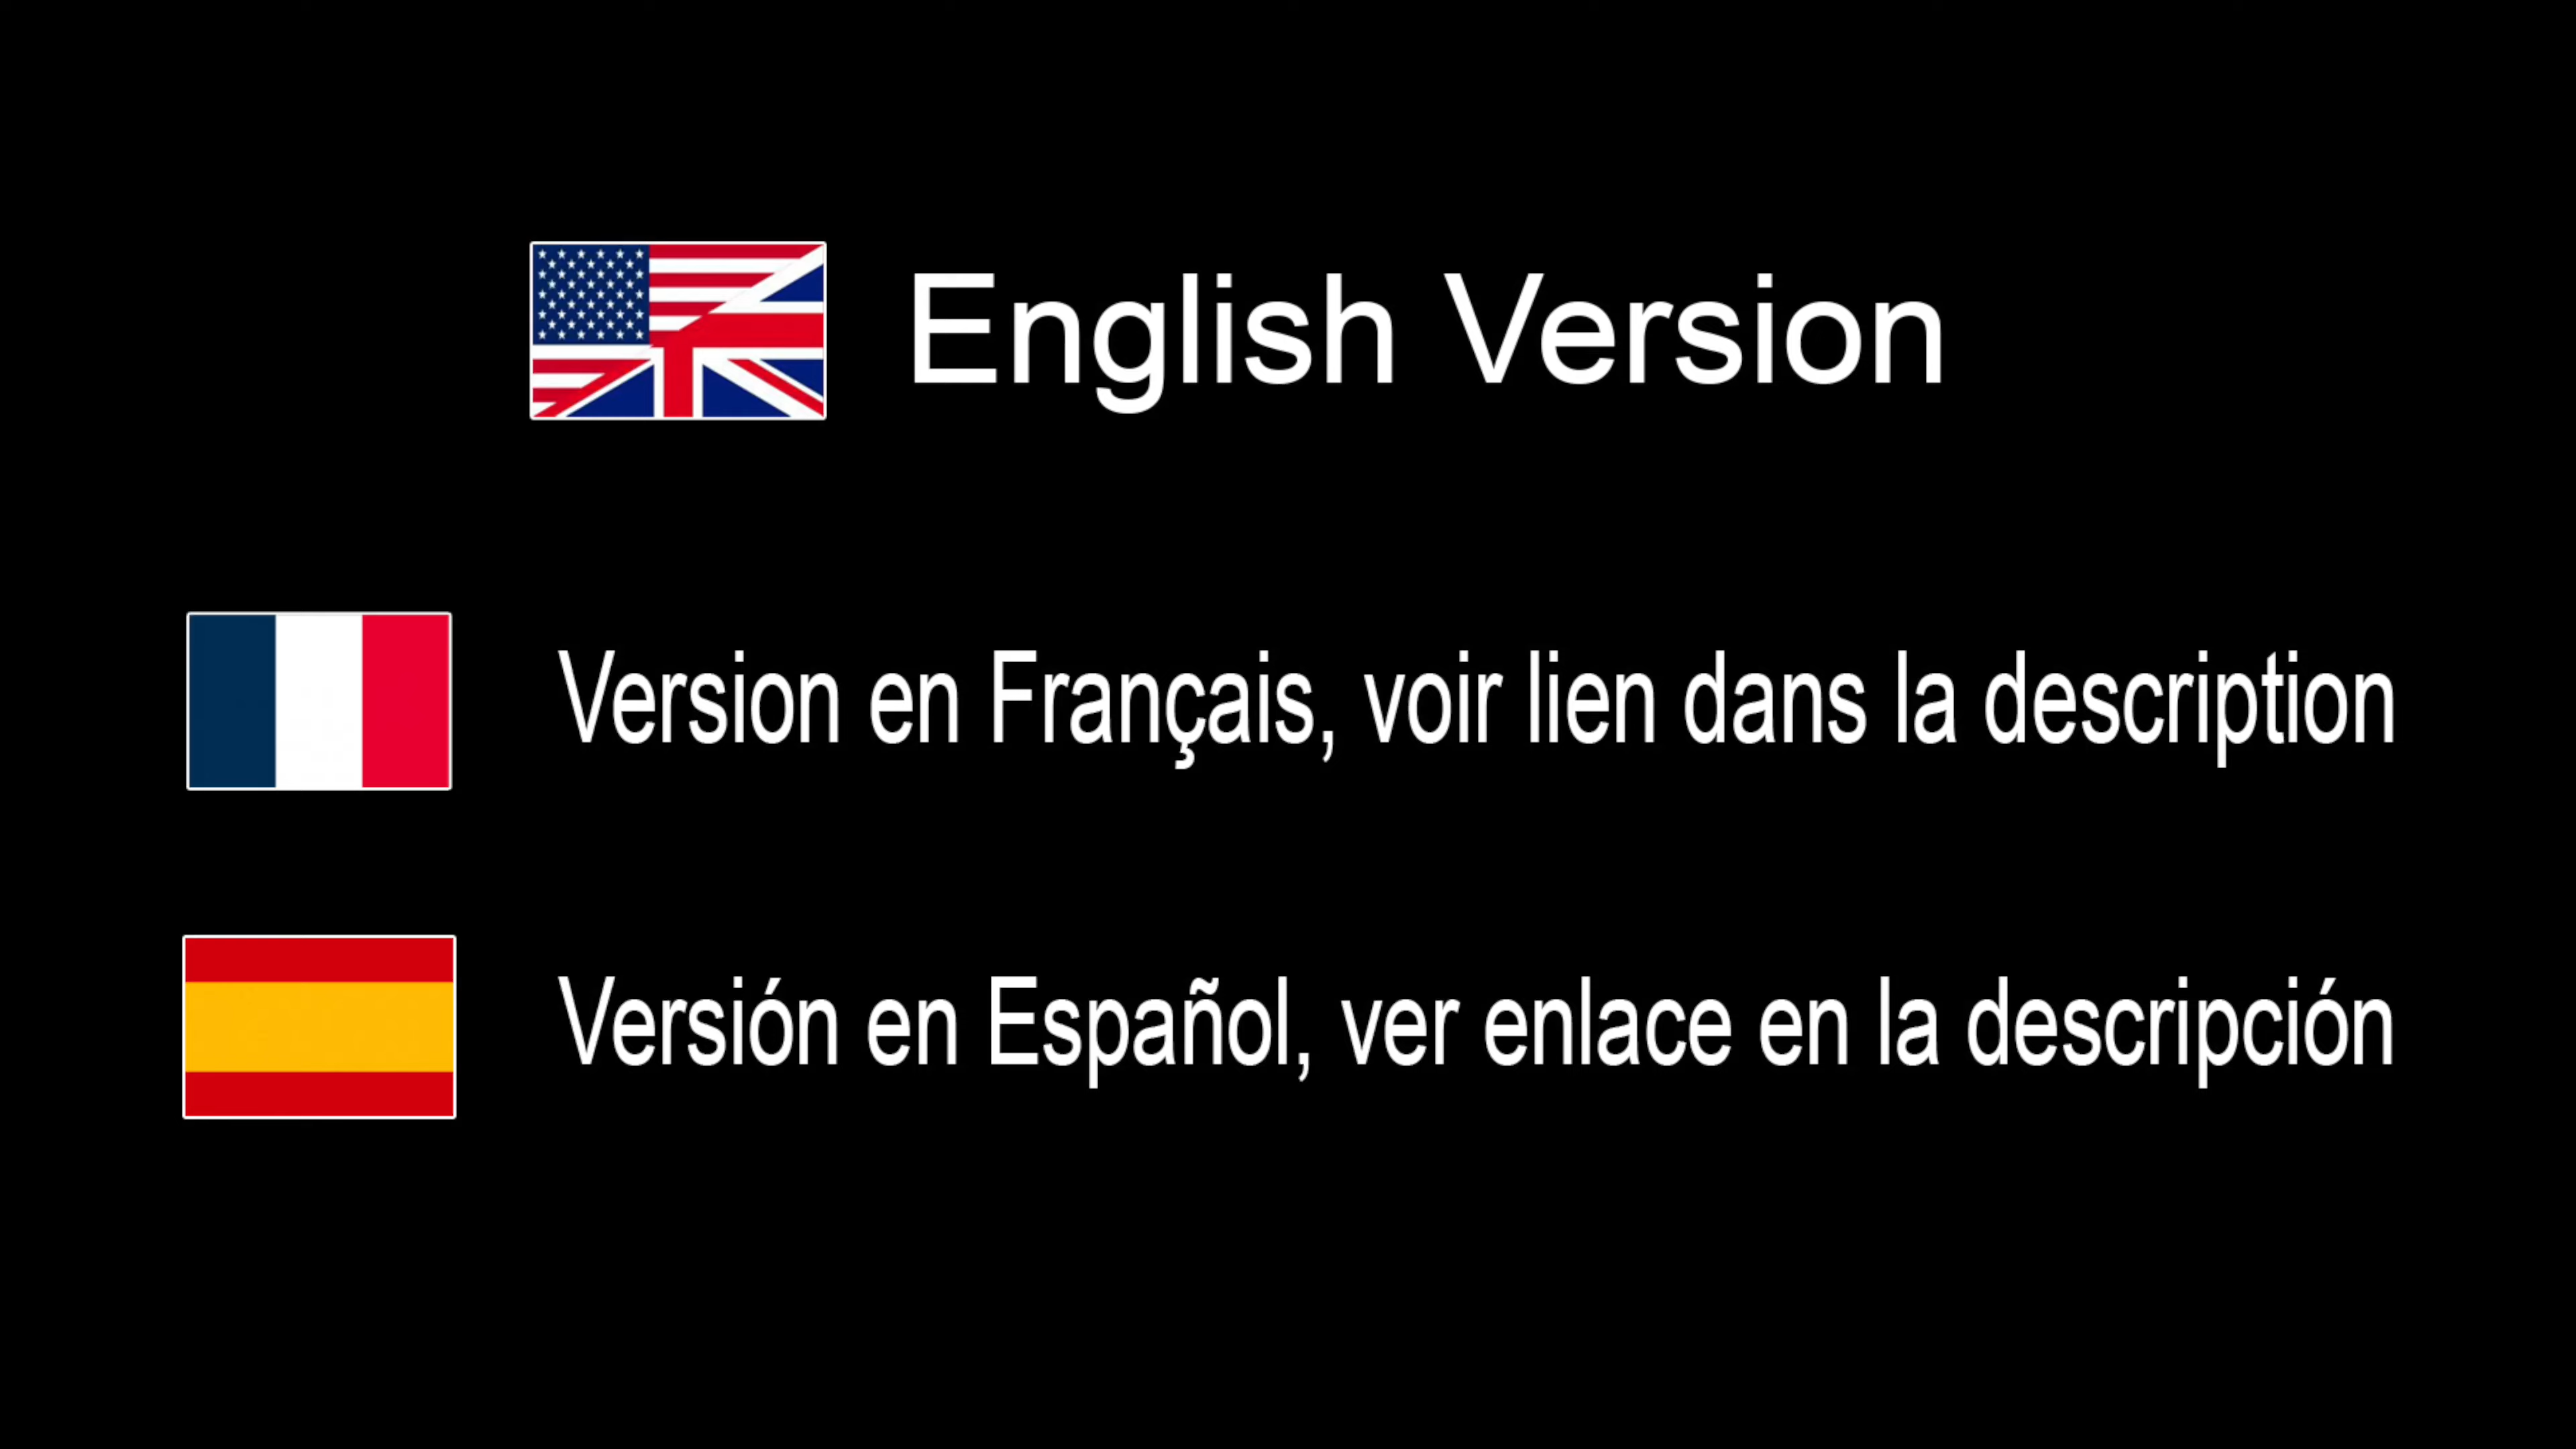 English Version
Version en Français, voir lien dans la description
Versión en Español, ver enlace en la descripción